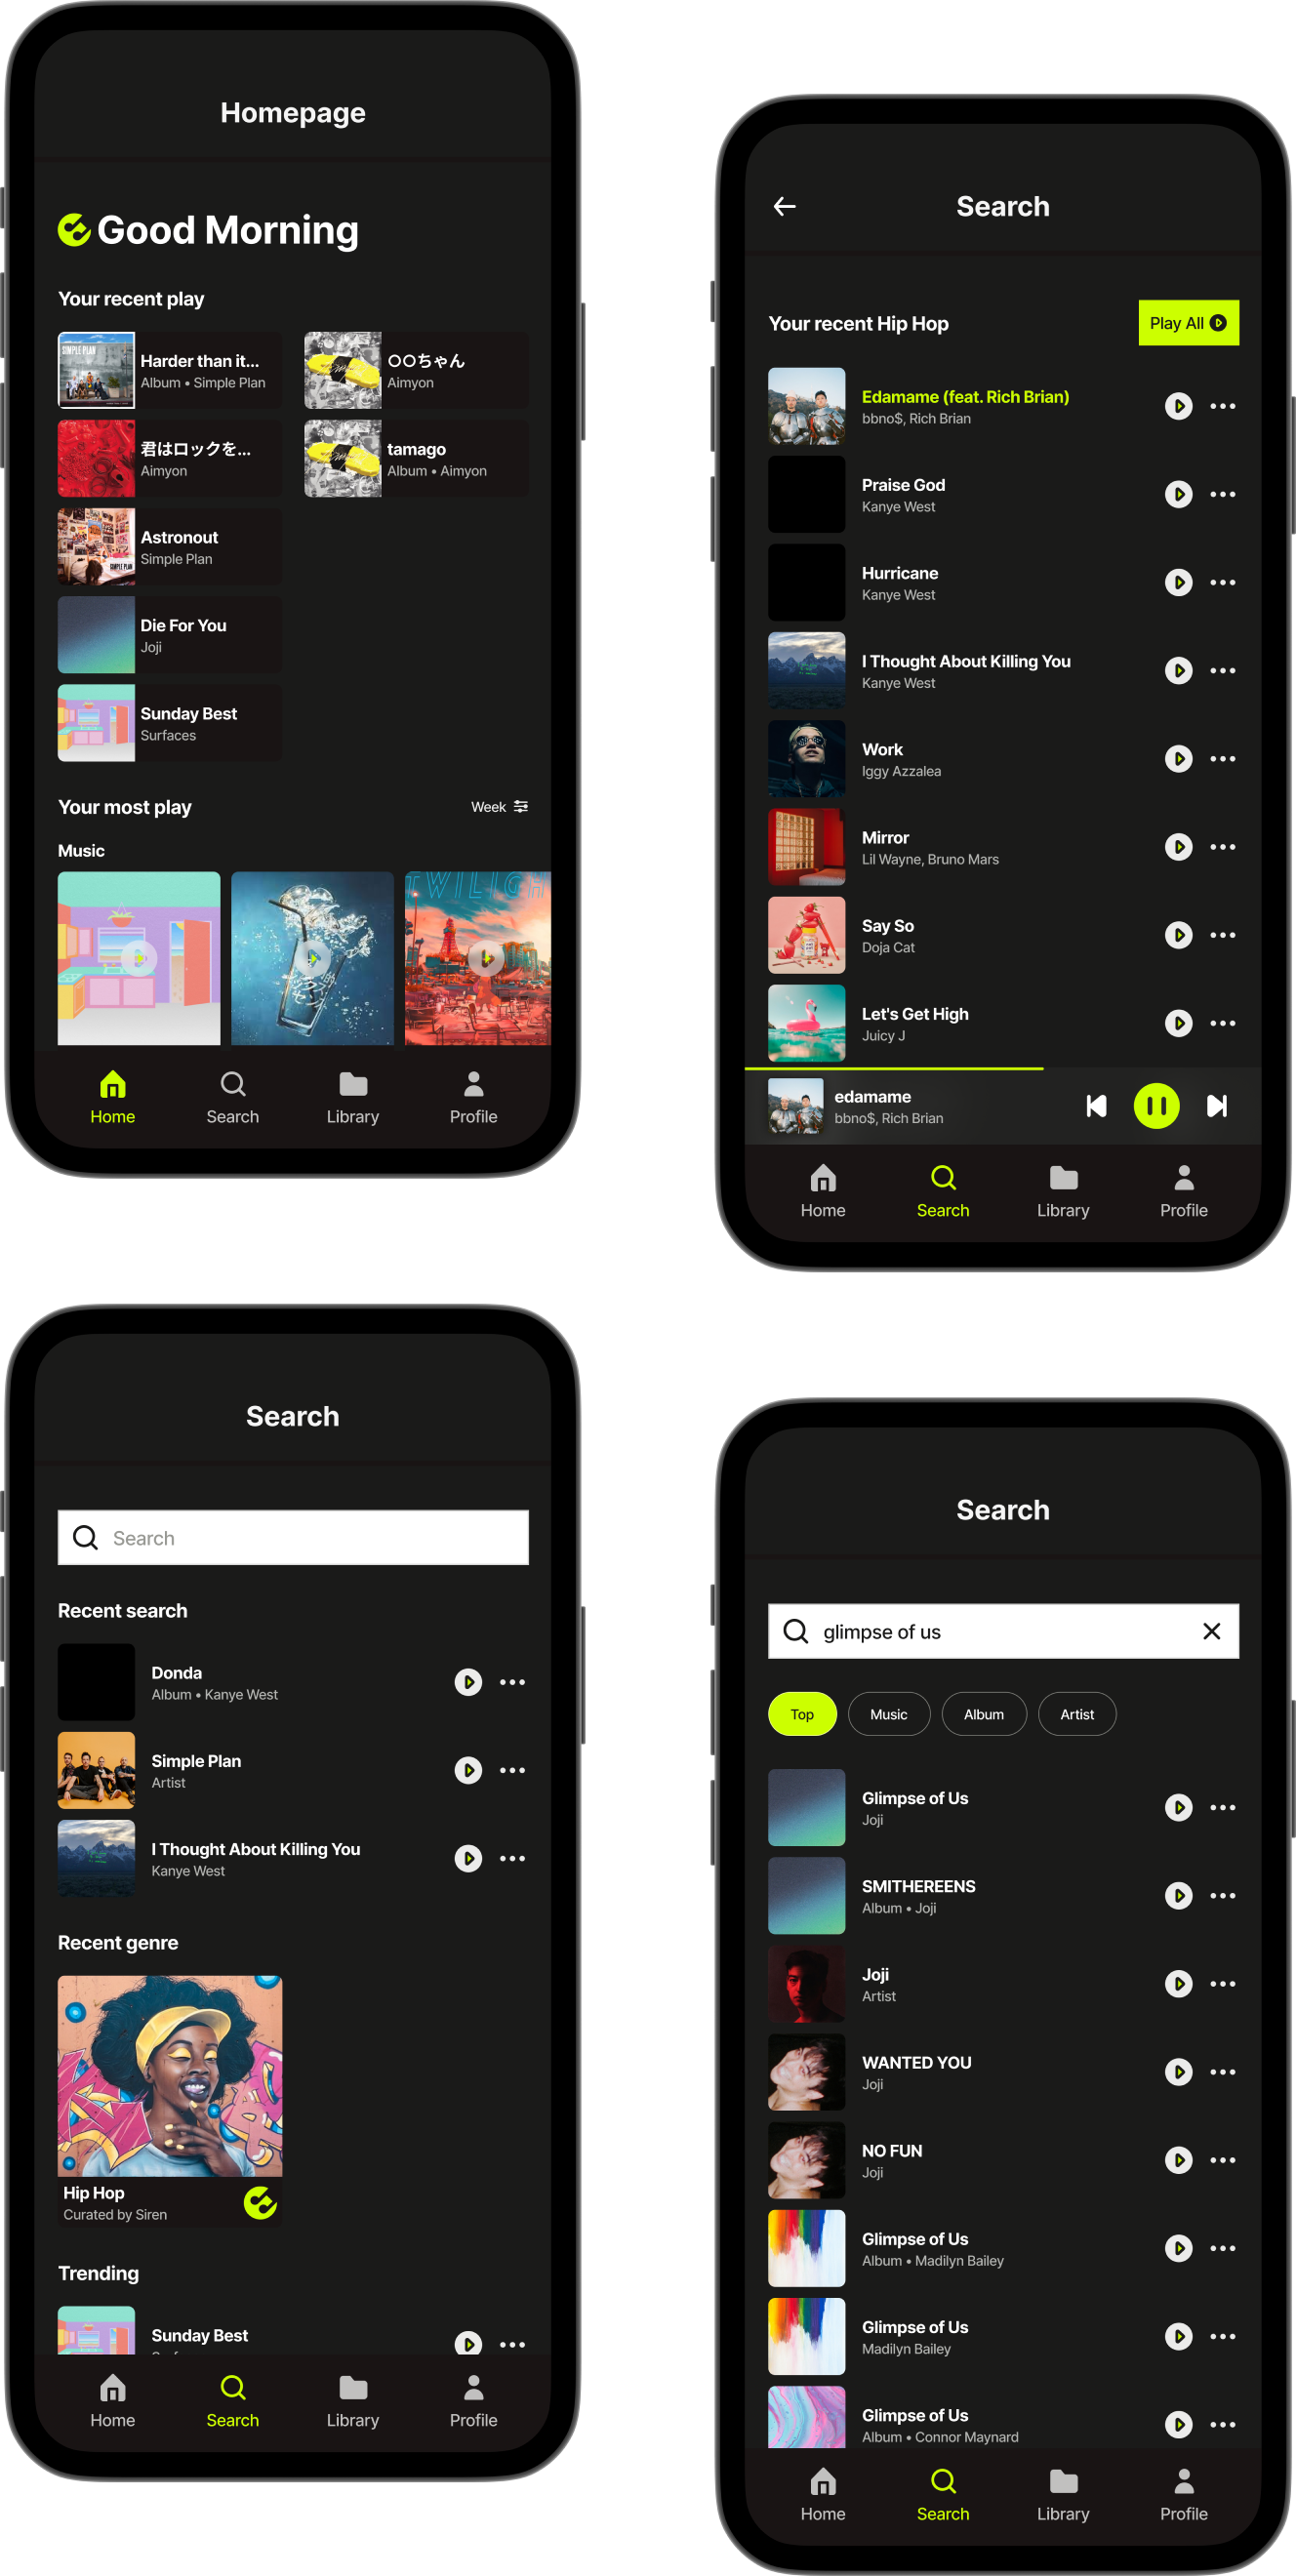 Homepage
Good Morning
Your recent play
Harder than it...
Album • Simple Plan
○○ちゃん
Aimyon
君はロックを...
Aimyon
tamago
Album • Aimyon
Astronout
Simple Plan
SIMPLE PLAN
Die For You
Joji
Sunday Best
Surfaces
Your most play
Week
Music
TWILIGH
Home
Search
Library
Profile
Search
Your recent Hip Hop
Play All
Edamame (feat. Rich Brian)
bbno$, Rich Brian
Praise God
Kanye West
Hurricane
Kanye West
I Thought About Killing You
Kanye West
Work
Iggy Azzalea
Mirror
Lil Wayne, Bruno Mars
Say So
Doja Cat
Let's Get High
Juicy J
edamame
bbno$, Rich Brian
Home
Search
Library
Profile
Search
Search
Recent search
Donda
Album • Kanye West
Simple Plan
Artist
I Thought About Killing You
Kanye West
Recent genre
Hip Hop
Curated by Siren
Trending
Sunday Best
Home
Search
Library
Profile
Search
glimpse of us
Top
Music
Album
Artist
Glimpse of Us
Joji
SMITHEREENS
Album • Joji
Joji
Artist
WANTED YOU
Joji
NO FUN
Joji
Glimpse of Us
Album • Madilyn Bailey
Glimpse of Us
Madilyn Bailey
Glimpse of Us
Album • Connor Maynard
Home
Search
Library
Profile